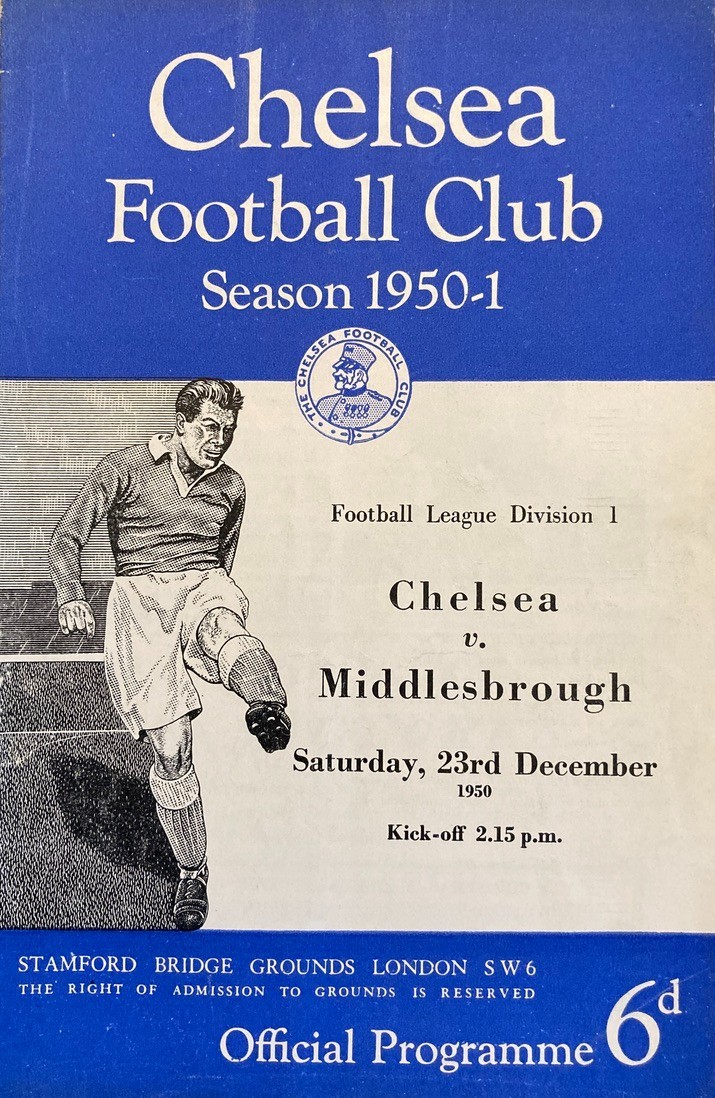 Chelsea
Football Club
Season 1950-1
THE CHELSEA FOOTBALL CLUB
Football League Division 1
Chelsea
v.
Middlesbrough
Saturday, 23rd December
1950
Kick-off 2.15 p.m.
STAMFORD BRIDGE GROUNDS LONDON SW6
THE RIGHT OF ADMISSION TO GROUNDS IS RESERVED
Official Programme 6d